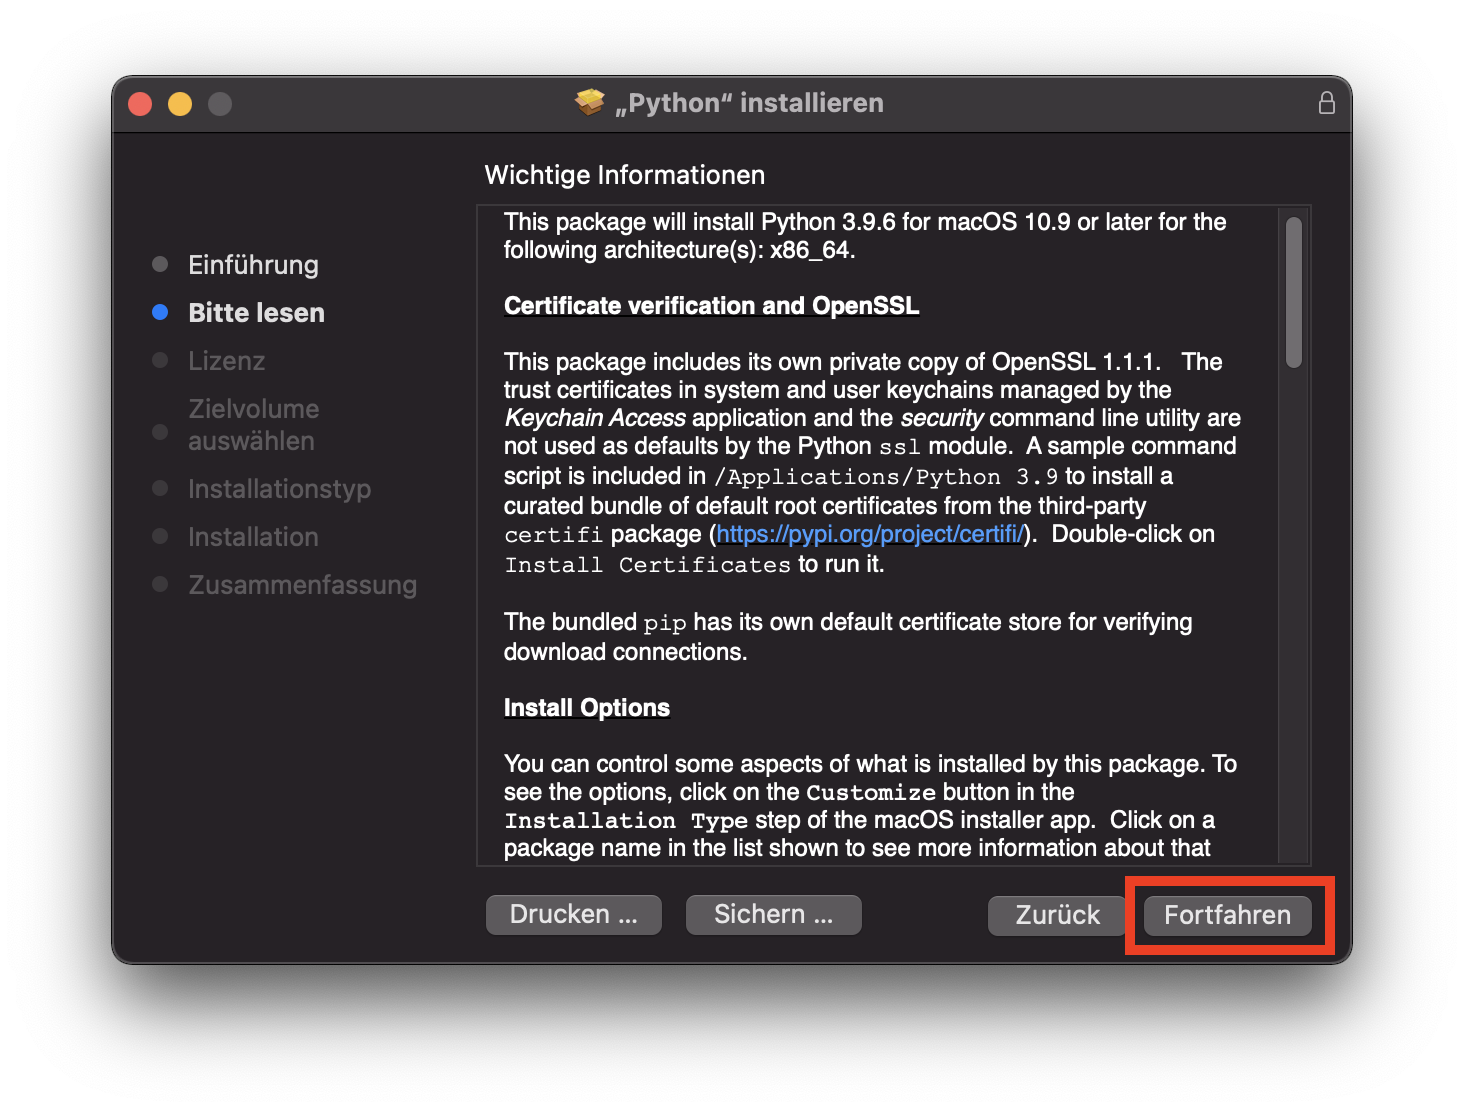 „Python“ installieren
Wichtige Informationen
Einführung
Bitte lesen
Lizenz
Zielvolume
auswählen
Installationstyp
Installation
Zusammenfassung
This package will install Python 3.9.6 for macOS 10.9 or later for the
following architecture(s): x86_64.
Certificate verification and OpenSSL
This package includes its own private copy of OpenSSL 1.1.1.   The
trust certificates in system and user keychains managed by the
Keychain Access application and the security command line utility are
not used as defaults by the Python ssl module.  A sample command
script is included in /Applications/Python 3.9 to install a
curated bundle of default root certificates from the third-party
certifi package (https://pypi.org/project/certifi/).  Double-click on
Install Certificates to run it.
The bundled pip has its own default certificate store for verifying
download connections.
Install Options
You can control some aspects of what is installed by this package. To
see the options, click on the Customize button in the
Installation Type step of the macOS installer app.  Click on a
package name in the list shown to see more information about that
Drucken ...
Sichern ...
Zurück
Fortfahren